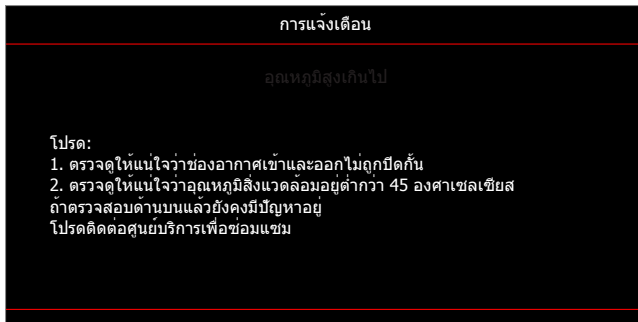 การแจ้งเตือน
อุณหภูมิสูงเกินไป
โปรด:
1. ตรวจดูให้แน่ใจว่าช่องอากาศเข้าและออกไม่ถูกปิดกั้น
2. ตรวจดูให้แน่ใจว่าอุณหภูมิสิ่งแวดล้อมอยู่ต่ำกว่า 45 องศาเซลเซียส
ถ้าตรวจสอบด้านบนแล้วยังคงมีปัญหาอยู่
โปรดติดต่อศูนย์บริการเพื่อซ่อมแซม